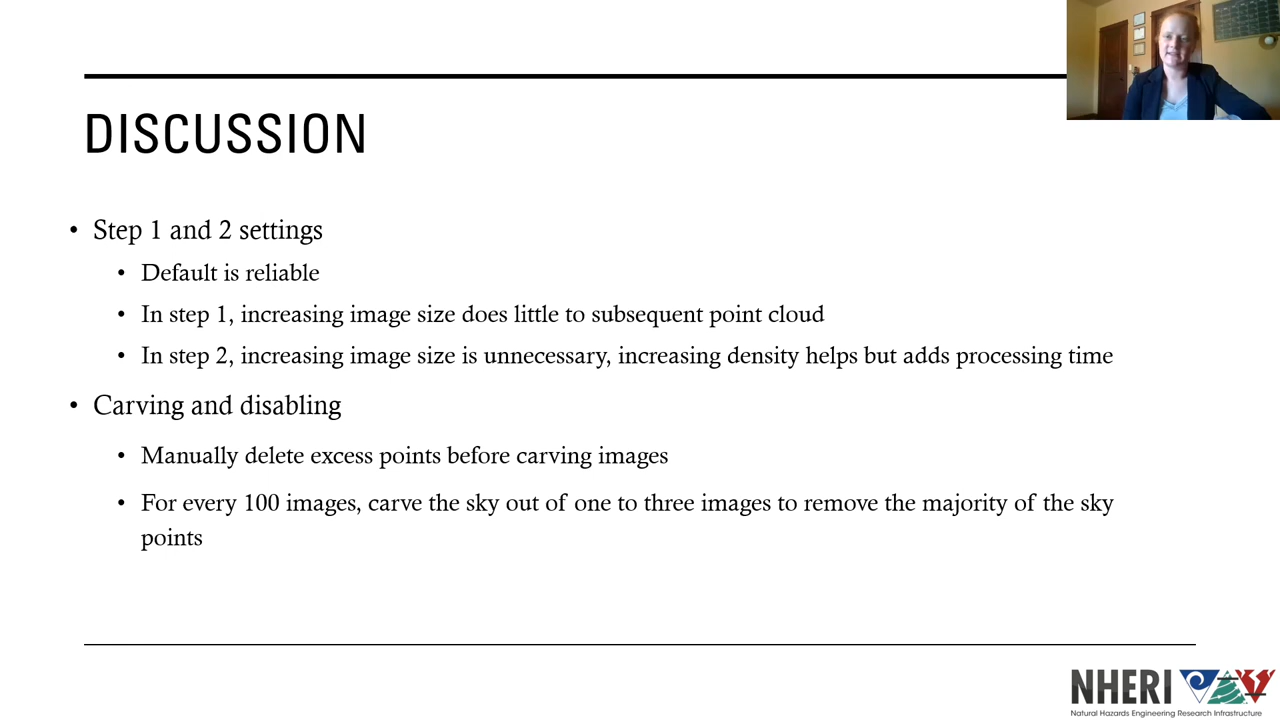 DISCUSSION
• Step 1 and 2 settings
• Default is reliable
• In step 1, increasing image size does little to subsequent point cloud
• In step 2, increasing image size is unnecessary, increasing density helps but adds processing time
• Carving and disabling
• Manually delete excess points before carving images
• For every 100 images, carve the sky out of one to three images to remove the majority of the sky
points
NHERI
Natural Hazards Engineering Research Infrastructure